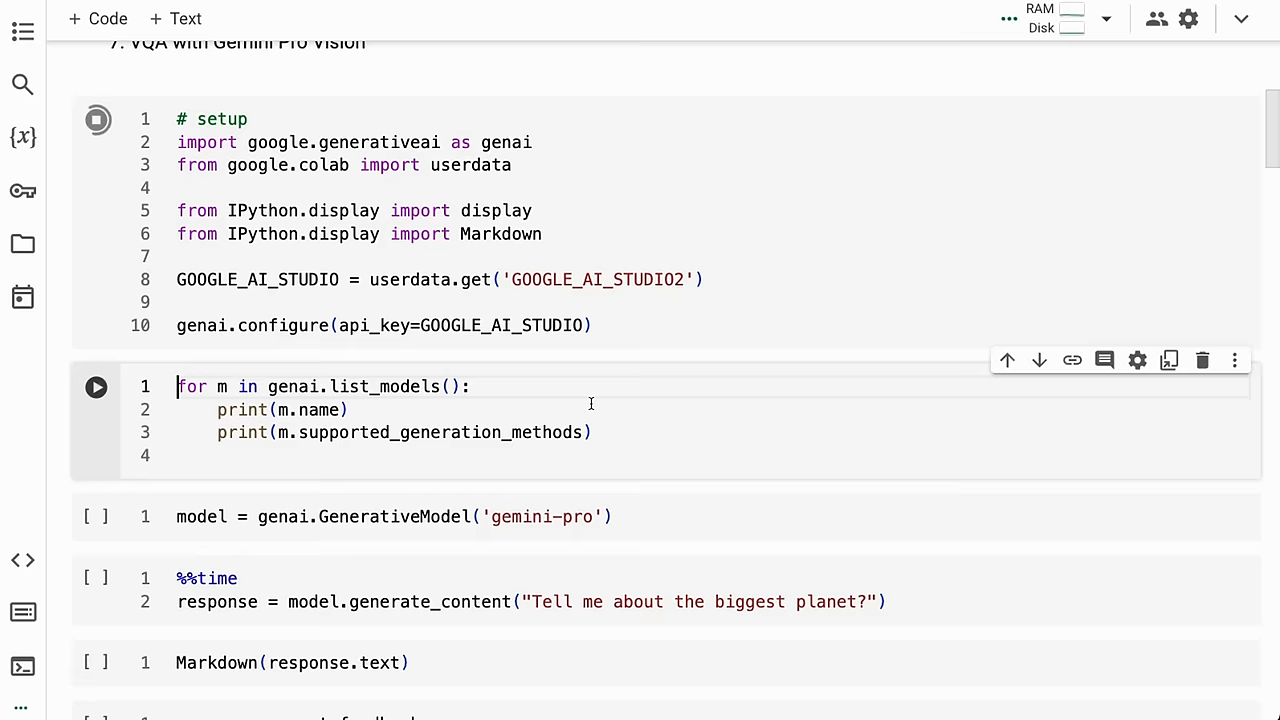 + Code + Text
RAM
Disk
7. VQA with Gemini Pro Vision
1 # setup
2 import google.generativeai as genai
3 from google.colab import userdata
4
5 from IPython.display import display
6 from IPython.display import Markdown
7
8 GOOGLE_AI_STUDIO = userdata.get('GOOGLE_AI_STUDIO2')
9
10 genai.configure(api_key=GOOGLE_AI_STUDIO)
1 for m in genai.list_models():
2 print(m.name)
3 print(m.supported_generation_methods)
4
[ ] 1 model = genai.GenerativeModel('gemini-pro')
[ ] 1 %%time
2 response = model.generate_content("Tell me about the biggest planet?")
[ ] 1 Markdown(response.text)